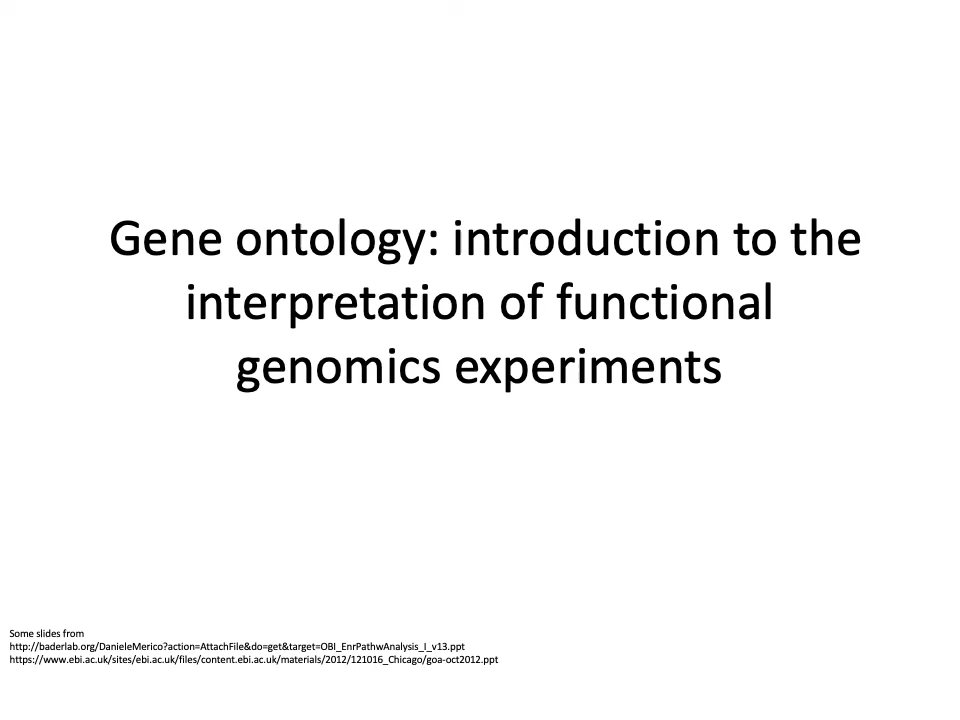 Gene ontology: introduction to the
interpretation of functional
genomics experiments
Some slides from
http://baderlab.org/DanieleMerico?action=AttachFile&do=get&target=OBI_EnrPathwAnalysis_I_v13.ppt
https://www.ebi.ac.uk/sites/ebi.ac.uk/files/content.ebi.ac.uk/materials/2012/121016_Chicago/goa-oct2012.ppt